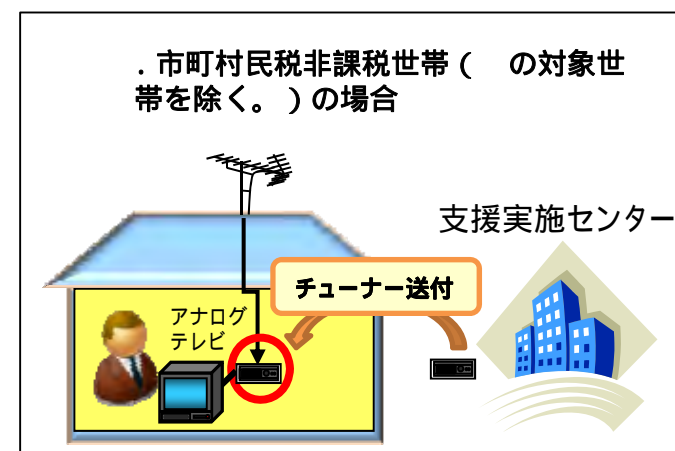 ．市町村民税非課税世帯（　の対象世
帯を除く。）の場合
支援実施センター
チューナー送付
アナログ
テレビ